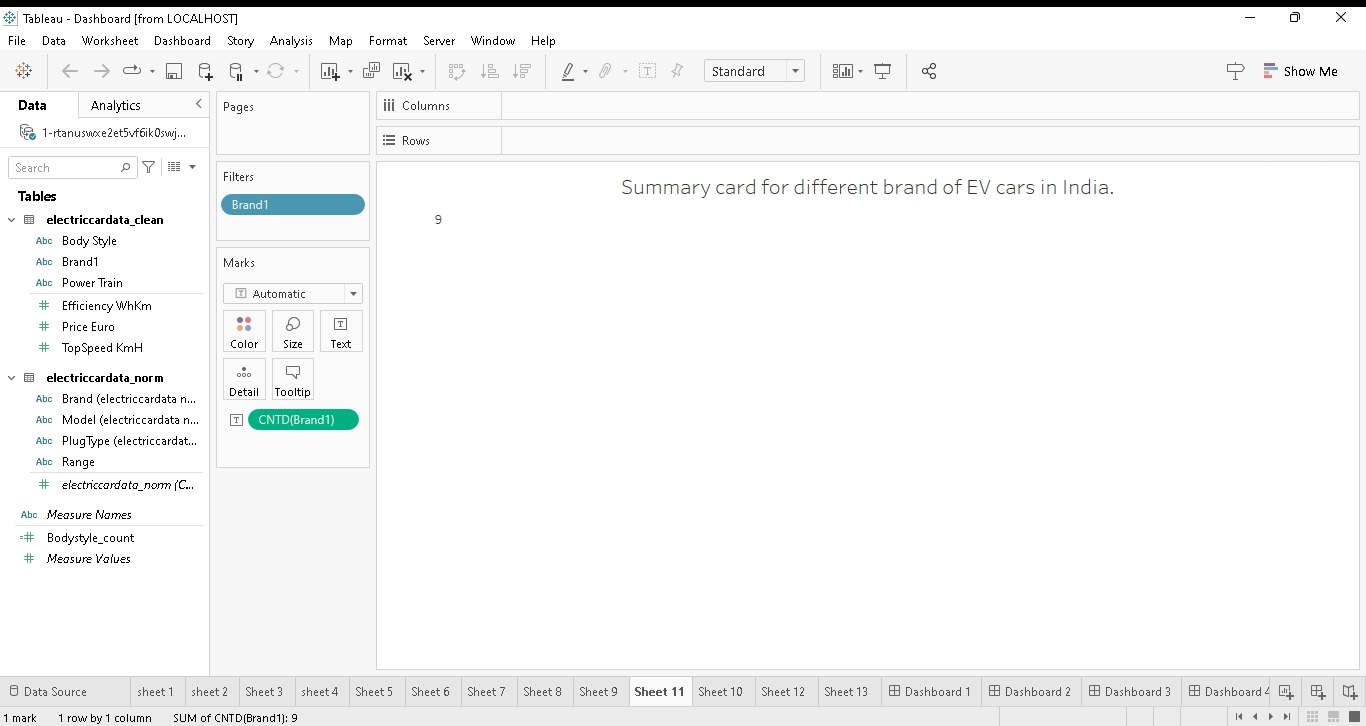 Tableau - Dashboard [from LOCALHOST]
File Data Worksheet Dashboard Story Analysis Map Format Server Window Help
Standard
Show Me
Data Analytics
1-rtanuswxe2et5vf6ik0swj...
Search
Tables
electriccardata_clean
Abc Body Style
Abc Brand1
Abc Power Train
# Efficiency WhKm
# Price Euro
# TopSpeed KmH
electriccardata_norm
Abc Brand (electriccardata n...
Abc Model (electriccardata n...
Abc PlugType (electriccardat...
Abc Range
# electriccardata_norm (C...
Abc Measure Names
=# Bodystyle_count
# Measure Values
Pages
Filters
Brand1
Marks
T Automatic
Color Size Text
Detail Tooltip
T CNTD(Brand1)
Columns
Rows
Summary card for different brand of EV cars in India.
9
Data Source sheet 1 sheet 2 Sheet 3 sheet 4 Sheet 5 Sheet 6 Sheet 7 Sheet 8 Sheet 9 Sheet 11 Sheet 10 Sheet 12 Sheet 13 Dashboard 1 Dashboard 2 Dashboard 3 Dashboard 4
1 mark 1 row by 1 column SUM of CNTD(Brand1): 9